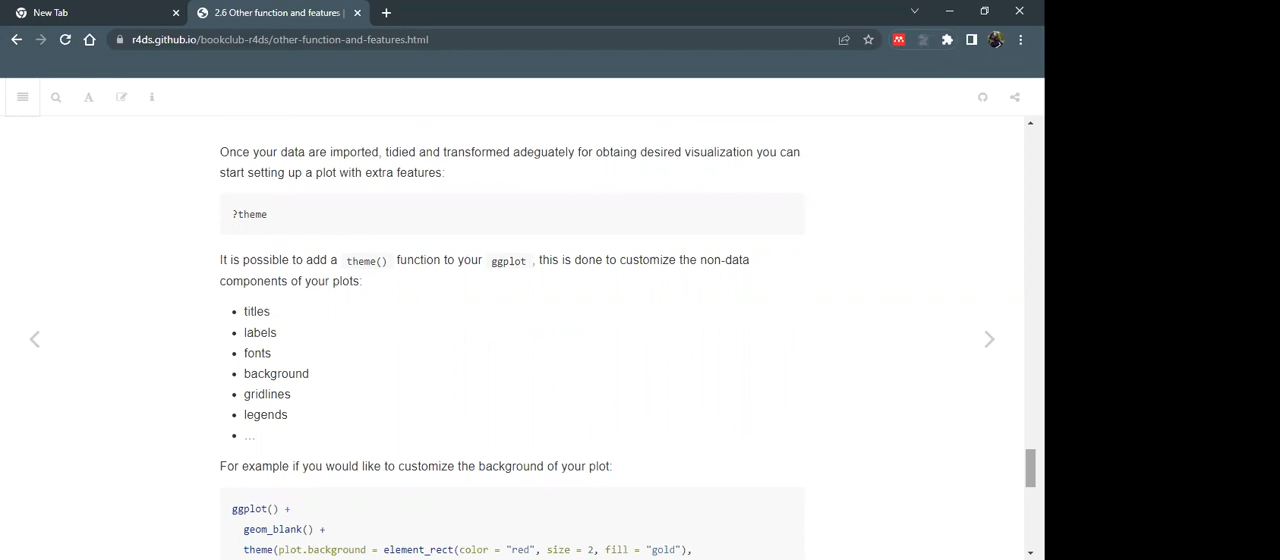 New Tab
2.6 Other function and features |
r4ds.github.io/bookclub-r4ds/other-function-and-features.html
Once your data are imported, tidied and transformed adequately for obtaing desired visualization you can
start setting up a plot with extra features:
?theme
It is possible to add a theme() function to your ggplot , this is done to customize the non-data
components of your plots:
• titles
• labels
• fonts
• background
• gridlines
• legends
• ...
For example if you would like to customize the background of your plot:
ggplot() +
geom_blank() +
theme(plot.background = element_rect(color = "red", size = 2, fill = "gold"),